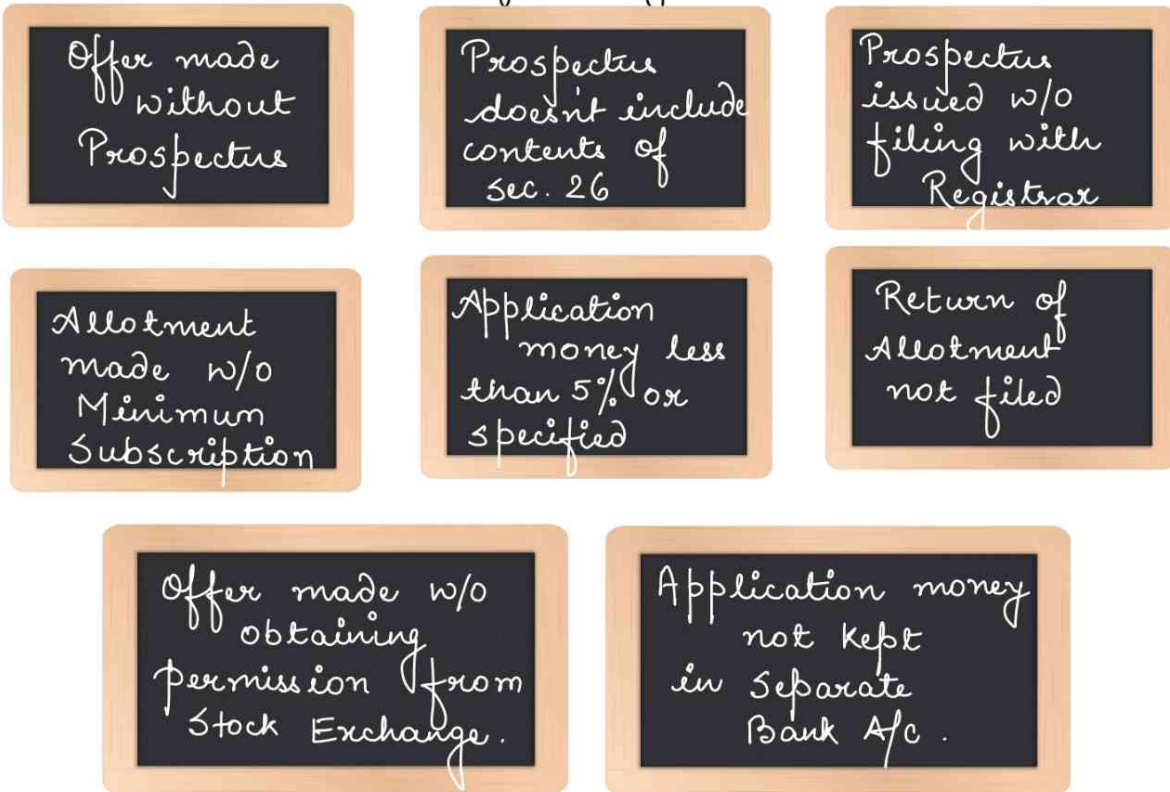 Offer made
without
Prospectus
Prospectus
doesn't include
contents of
sec. 26
Prospectus
issued w/o
filing with
Registrar
Allotment
made w/o
Minimum
Subscription
Application
money less
than 5% or
specified
Return of
Allotment
not filed
Offer made w/o
obtaining
permission from
Stock Exchange.
Application money
not kept
in separate
Bank A/c.